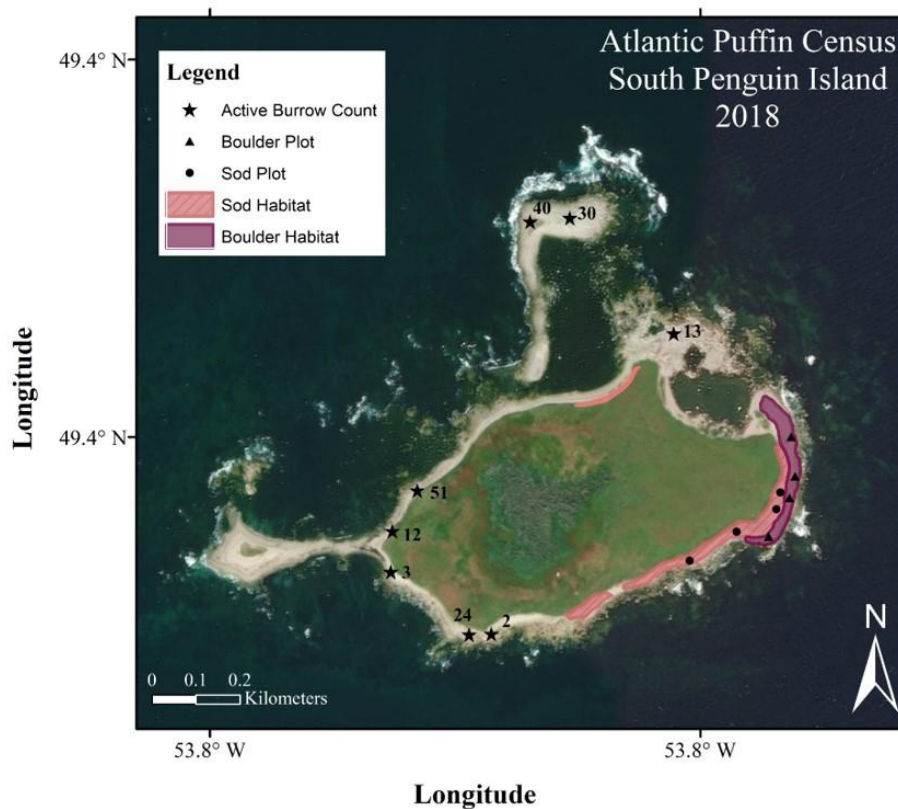 Atlantic Puffin Census
South Penguin Island
2018
49.4° N
Legend
Active Burrow Count
Boulder Plot
Sod Plot
Sod Habitat
Boulder Habitat
40
30
13
Longitude
49.4° N
51
12
3
24
2
N
0 0.1 0.2
Kilometers
53.8° W
53.8° W
Longitude